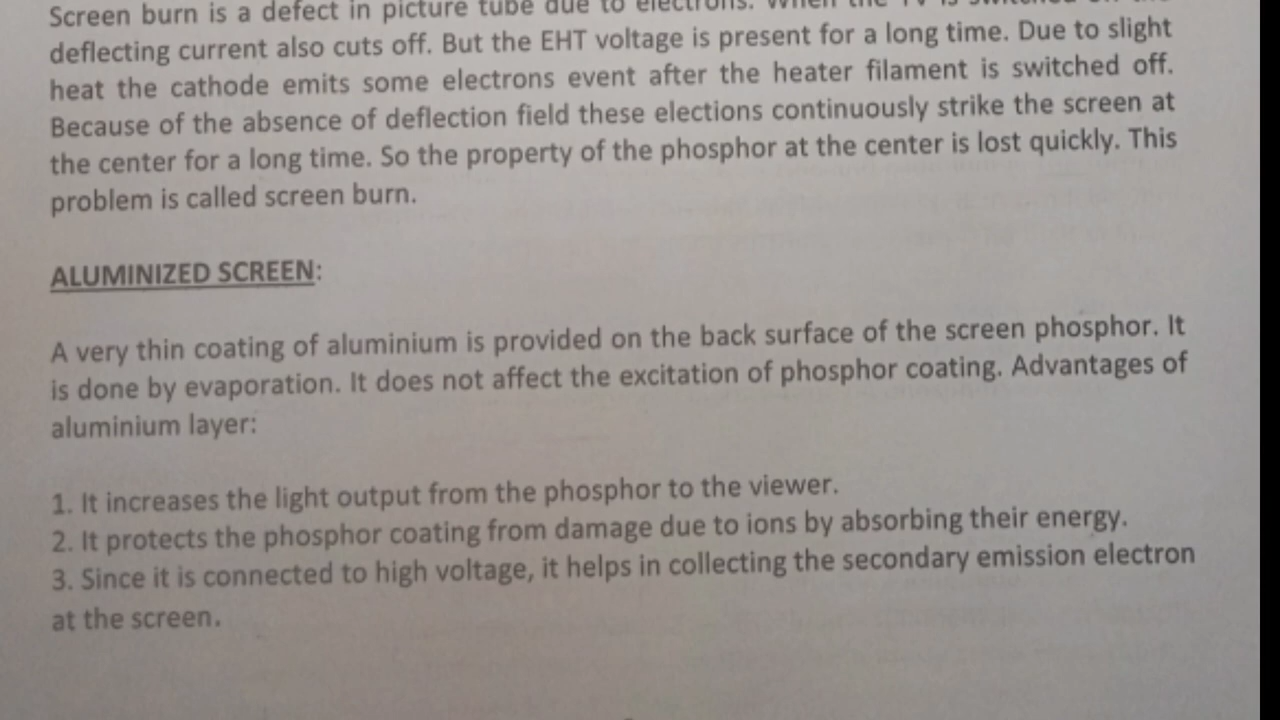 Screen burn is a defect in picture tube due to electrons. When the TV is switched
deflecting current also cuts off. But the EHT voltage is present for a long time. Due to slight
heat the cathode emits some electrons event after the heater filament is switched off.
Because of the absence of deflection field these elections continuously strike the screen at
the center for a long time. So the property of the phosphor at the center is lost quickly. This
problem is called screen burn.
ALUMINIZED SCREEN:
A very thin coating of aluminium is provided on the back surface of the screen phosphor. It
is done by evaporation. It does not affect the excitation of phosphor coating. Advantages of
aluminium layer:
1. It increases the light output from the phosphor to the viewer.
2. It protects the phosphor coating from damage due to ions by absorbing their energy.
3. Since it is connected to high voltage, it helps in collecting the secondary emission electron
at the screen.